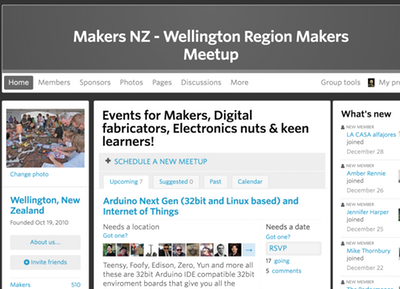 Makers NZ - Wellington Region Makers
Meetup
Home Members Sponsors Photos Pages Discussions More Group tools My pro
Change photo
Wellington, New
Zealand
Founded Oct 19, 2010
About us...
Invite friends
Makers 510
Events for Makers, Digital
fabricators, Electronics nuts & keen
learners!
+ SCHEDULE A NEW MEETUP
Upcoming 7 Suggested 0 Past Calendar
Arduino Next Gen (32bit and Linux based) and
Internet of Things
Needs a location
Got one?
Needs a date
Got one?
RSVP
17 going
5 comments
Teensy, Foofy, Edison, Zero, Yun and more all
these are 32bit Arduino IDE compatible 32bit
enviroment boards that give you all the
What's new
NEW MEMBER
LA CASA alfajores
joined
December 28
NEW MEMBER
Amber Rennie
joined
December 26
NEW MEMBER
Jennifer Harper
joined
December 25
NEW MEMBER
Mike Thornbury
joined
December 22
NEW MEMBER